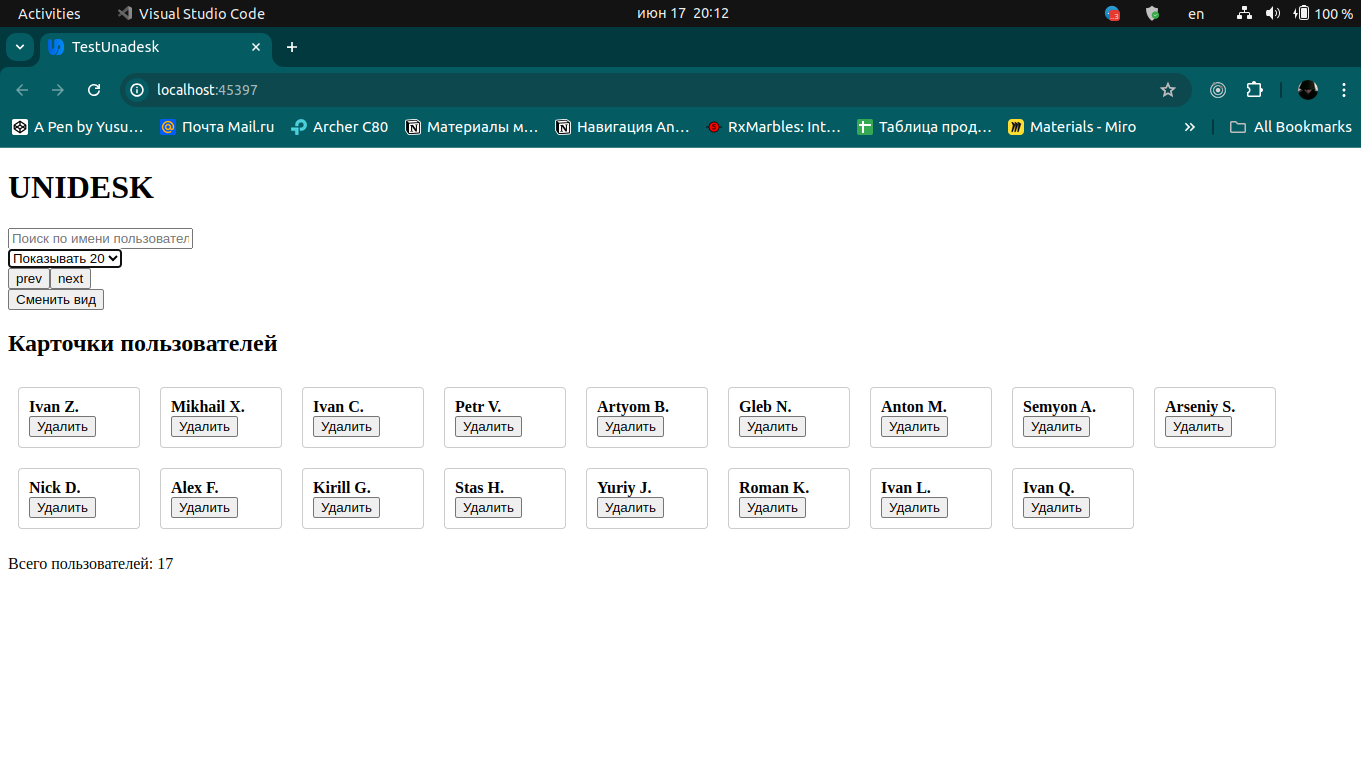 Activities Visual Studio Code июн 17 20:12 en 100 %
TestUnadesk
localhost:45397
A Pen by Yusu… Почта Mail.ru Archer C80 Материалы м… Навигация An… RxMarbles: Int… Таблица прод… Materials - Miro All Bookmarks
UNIDESK
Поиск по имени пользовател
Показывать 20
prev next
Сменить вид
Карточки пользователей
Ivan Z. Mikhail X. Ivan C. Petr V. Artyom B. Gleb N. Anton M. Semyon A. Arseniy S.
Удалить Удалить Удалить Удалить Удалить Удалить Удалить Удалить Удалить
Nick D. Alex F. Kirill G. Stas H. Yuriy J. Roman K. Ivan L. Ivan Q.
Удалить Удалить Удалить Удалить Удалить Удалить Удалить Удалить
Всего пользователей: 17